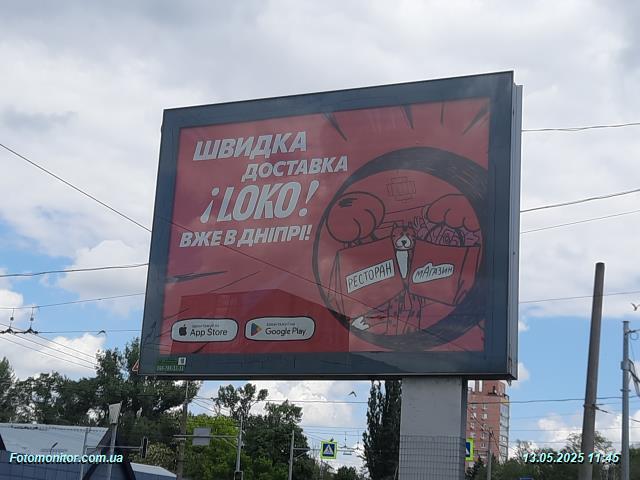 ШВИДКА
ДОСТАВКА
¡LOKO!
ВЖЕ В ДНІПРІ!
РЕСТОРАН
МАГАЗИН
App Store
Google Play
Fotomonitor.com.ua
13.05.2025 11:45